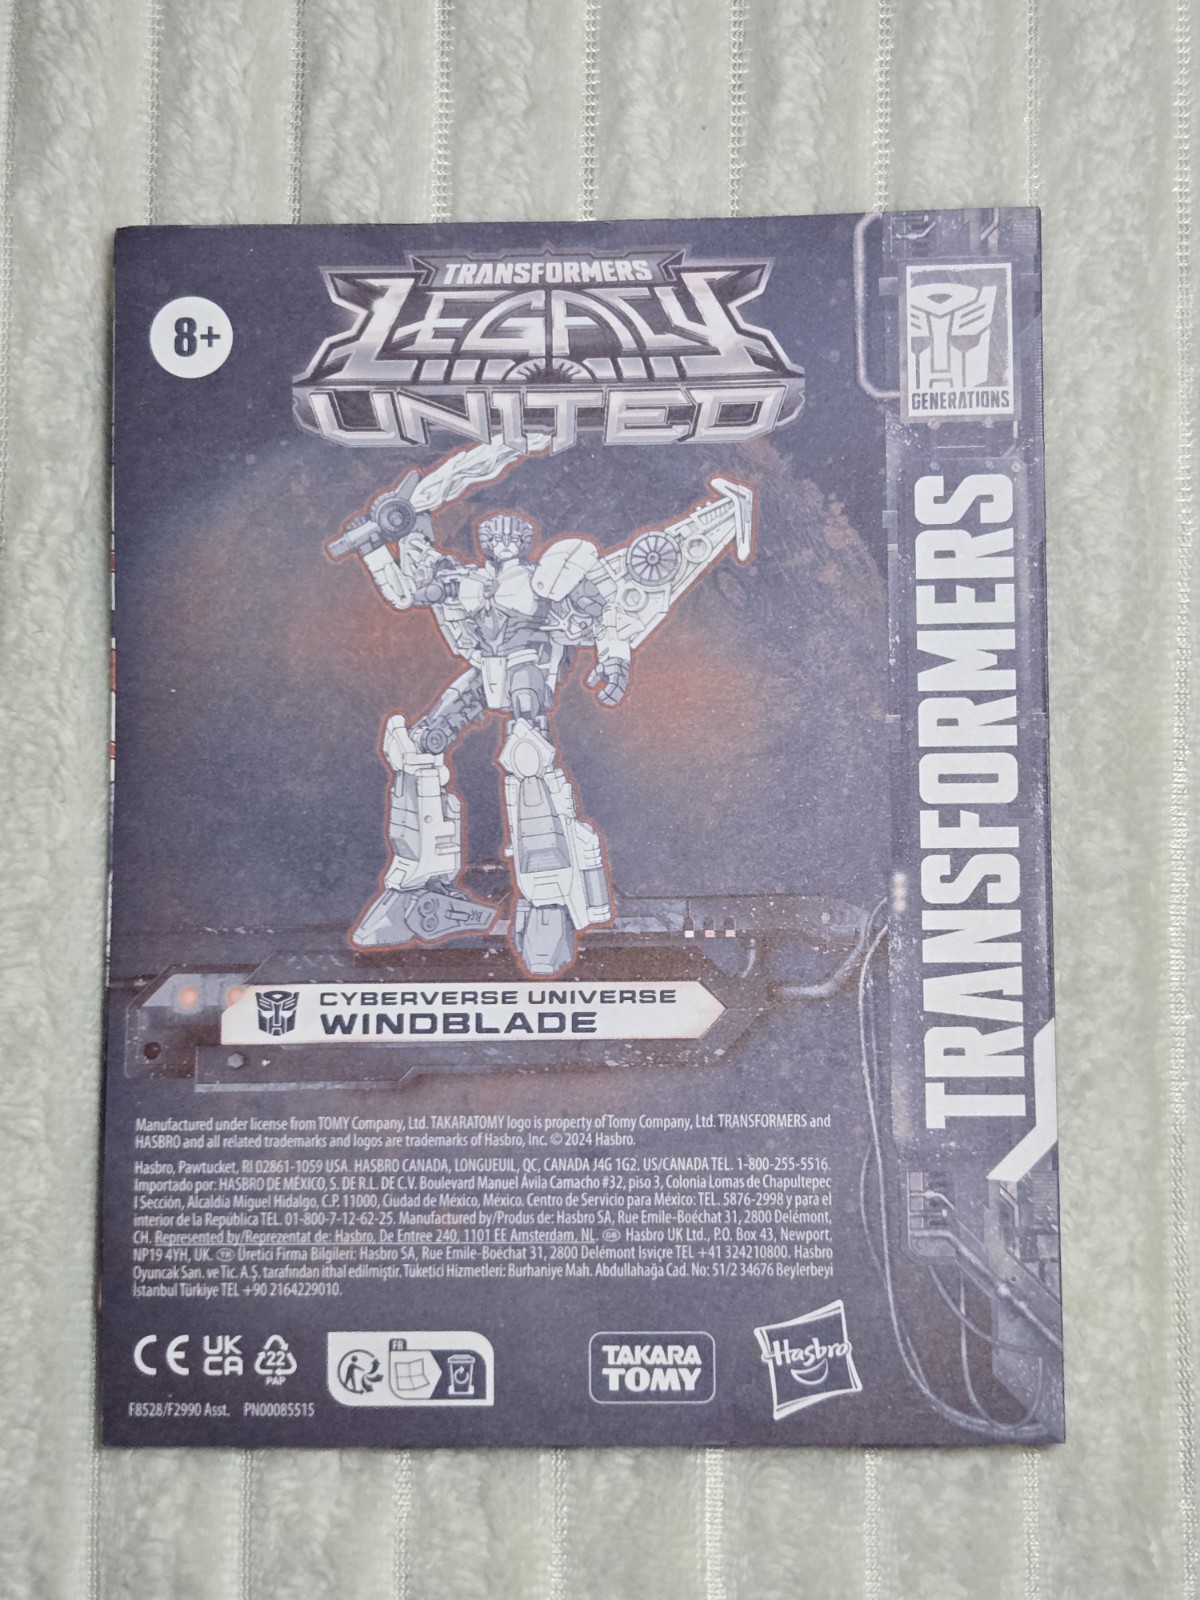 8+
TRANSFORMERS
LEGACY
UNITED
GENERATIONS
TRANSFORMERS
CYBERVERSE UNIVERSE
WINDBLADE
Manufactured under license from TOMY Company, Ltd. TAKARATOMY logo is property of Tomy Company, Ltd. TRANSFORMERS and
HASBRO and all related trademarks and logos are trademarks of Hasbro, Inc. © 2024 Hasbro.
Hasbro, Pawtucket, RI 02861-1059 USA. HASBRO CANADA, LONGUEUIL, QC, CANADA J4G 1G2. US/CANADA TEL. 1-800-255-5516.
Importado por: HASBRO DE MÉXICO, S. DE R.L. DE C.V. Boulevard Manuel Ávila Camacho #32, piso 3, Colonia Lomas de Chapultepec
I Sección, Alcaldía Miguel Hidalgo, C.P. 11000, Ciudad de México, México. Centro de Servicio para México: TEL. 5876-2998 y para el
interior de la República TEL. 01-800-7-12-62-25. Manufactured by/Produs de: Hasbro SA, Rue Emile-Boéchat 31, 2800 Delémont,
CH. Represented by/Reprezentat de: Hasbro, De Entree 240, 1101 EE Amsterdam, NL. GB Hasbro UK Ltd., P.O. Box 43, Newport,
NP19 4YH, UK. TR Üretici Firma Bilgileri: Hasbro SA, Rue Emile-Boéchat 31, 2800 Delémont İsviçre TEL +41 324210800. Hasbro
Oyuncak San. ve Tic. A.Ş. tarafından ithal edilmiştir. Tüketici Hizmetleri: Burhaniye Mah. Abdullahağa Cad. No: 51/2 34676 Beylerbeyi
İstanbul Türkiye TEL +90 2164229010.
CE
UK
CA
22
PAP
FR
TAKARA
TOMY
Hasbro
F8528/F2990 Asst. PN00085515